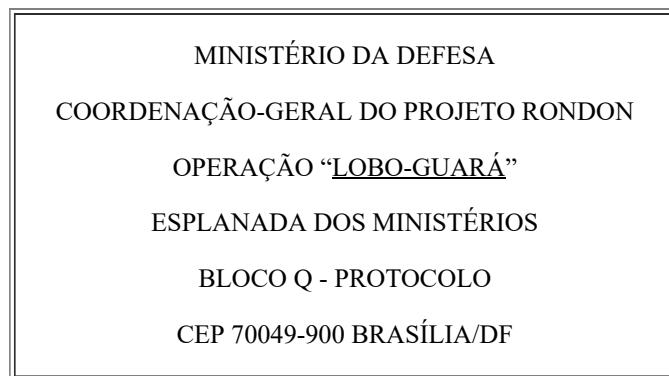 MINISTÉRIO DA DEFESA
COORDENAÇÃO-GERAL DO PROJETO RONDON
OPERAÇÃO “LOBO-GUARÁ”
ESPLANADA DOS MINISTÉRIOS
BLOCO Q - PROTOCOLO
CEP 70049-900 BRASÍLIA/DF